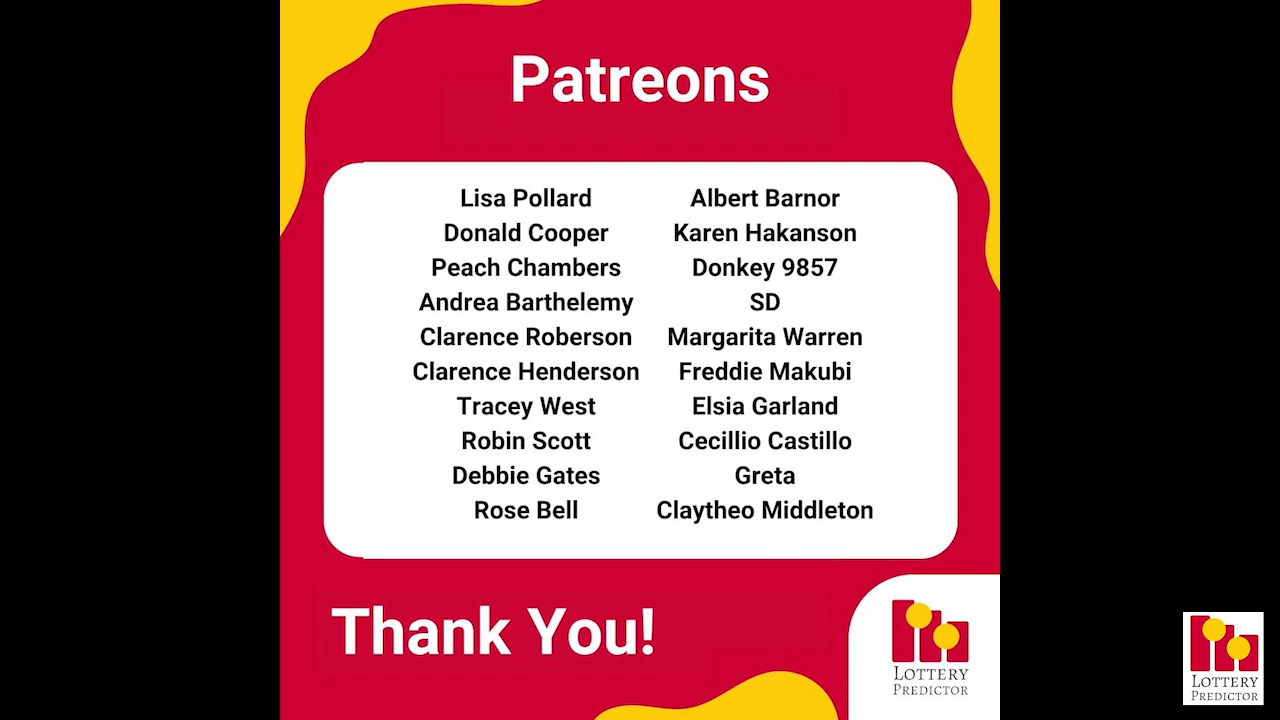 Patreons
Lisa Pollard
Donald Cooper
Peach Chambers
Andrea Barthelemy
Clarence Roberson
Clarence Henderson
Tracey West
Robin Scott
Debbie Gates
Rose Bell
Albert Barnor
Karen Hakanson
Donkey 9857
SD
Margarita Warren
Freddie Makubi
Elsia Garland
Cecillio Castillo
Greta
Claytheo Middleton
Thank You!
LOTTERY
PREDICTOR
LOTTERY
PREDICTOR